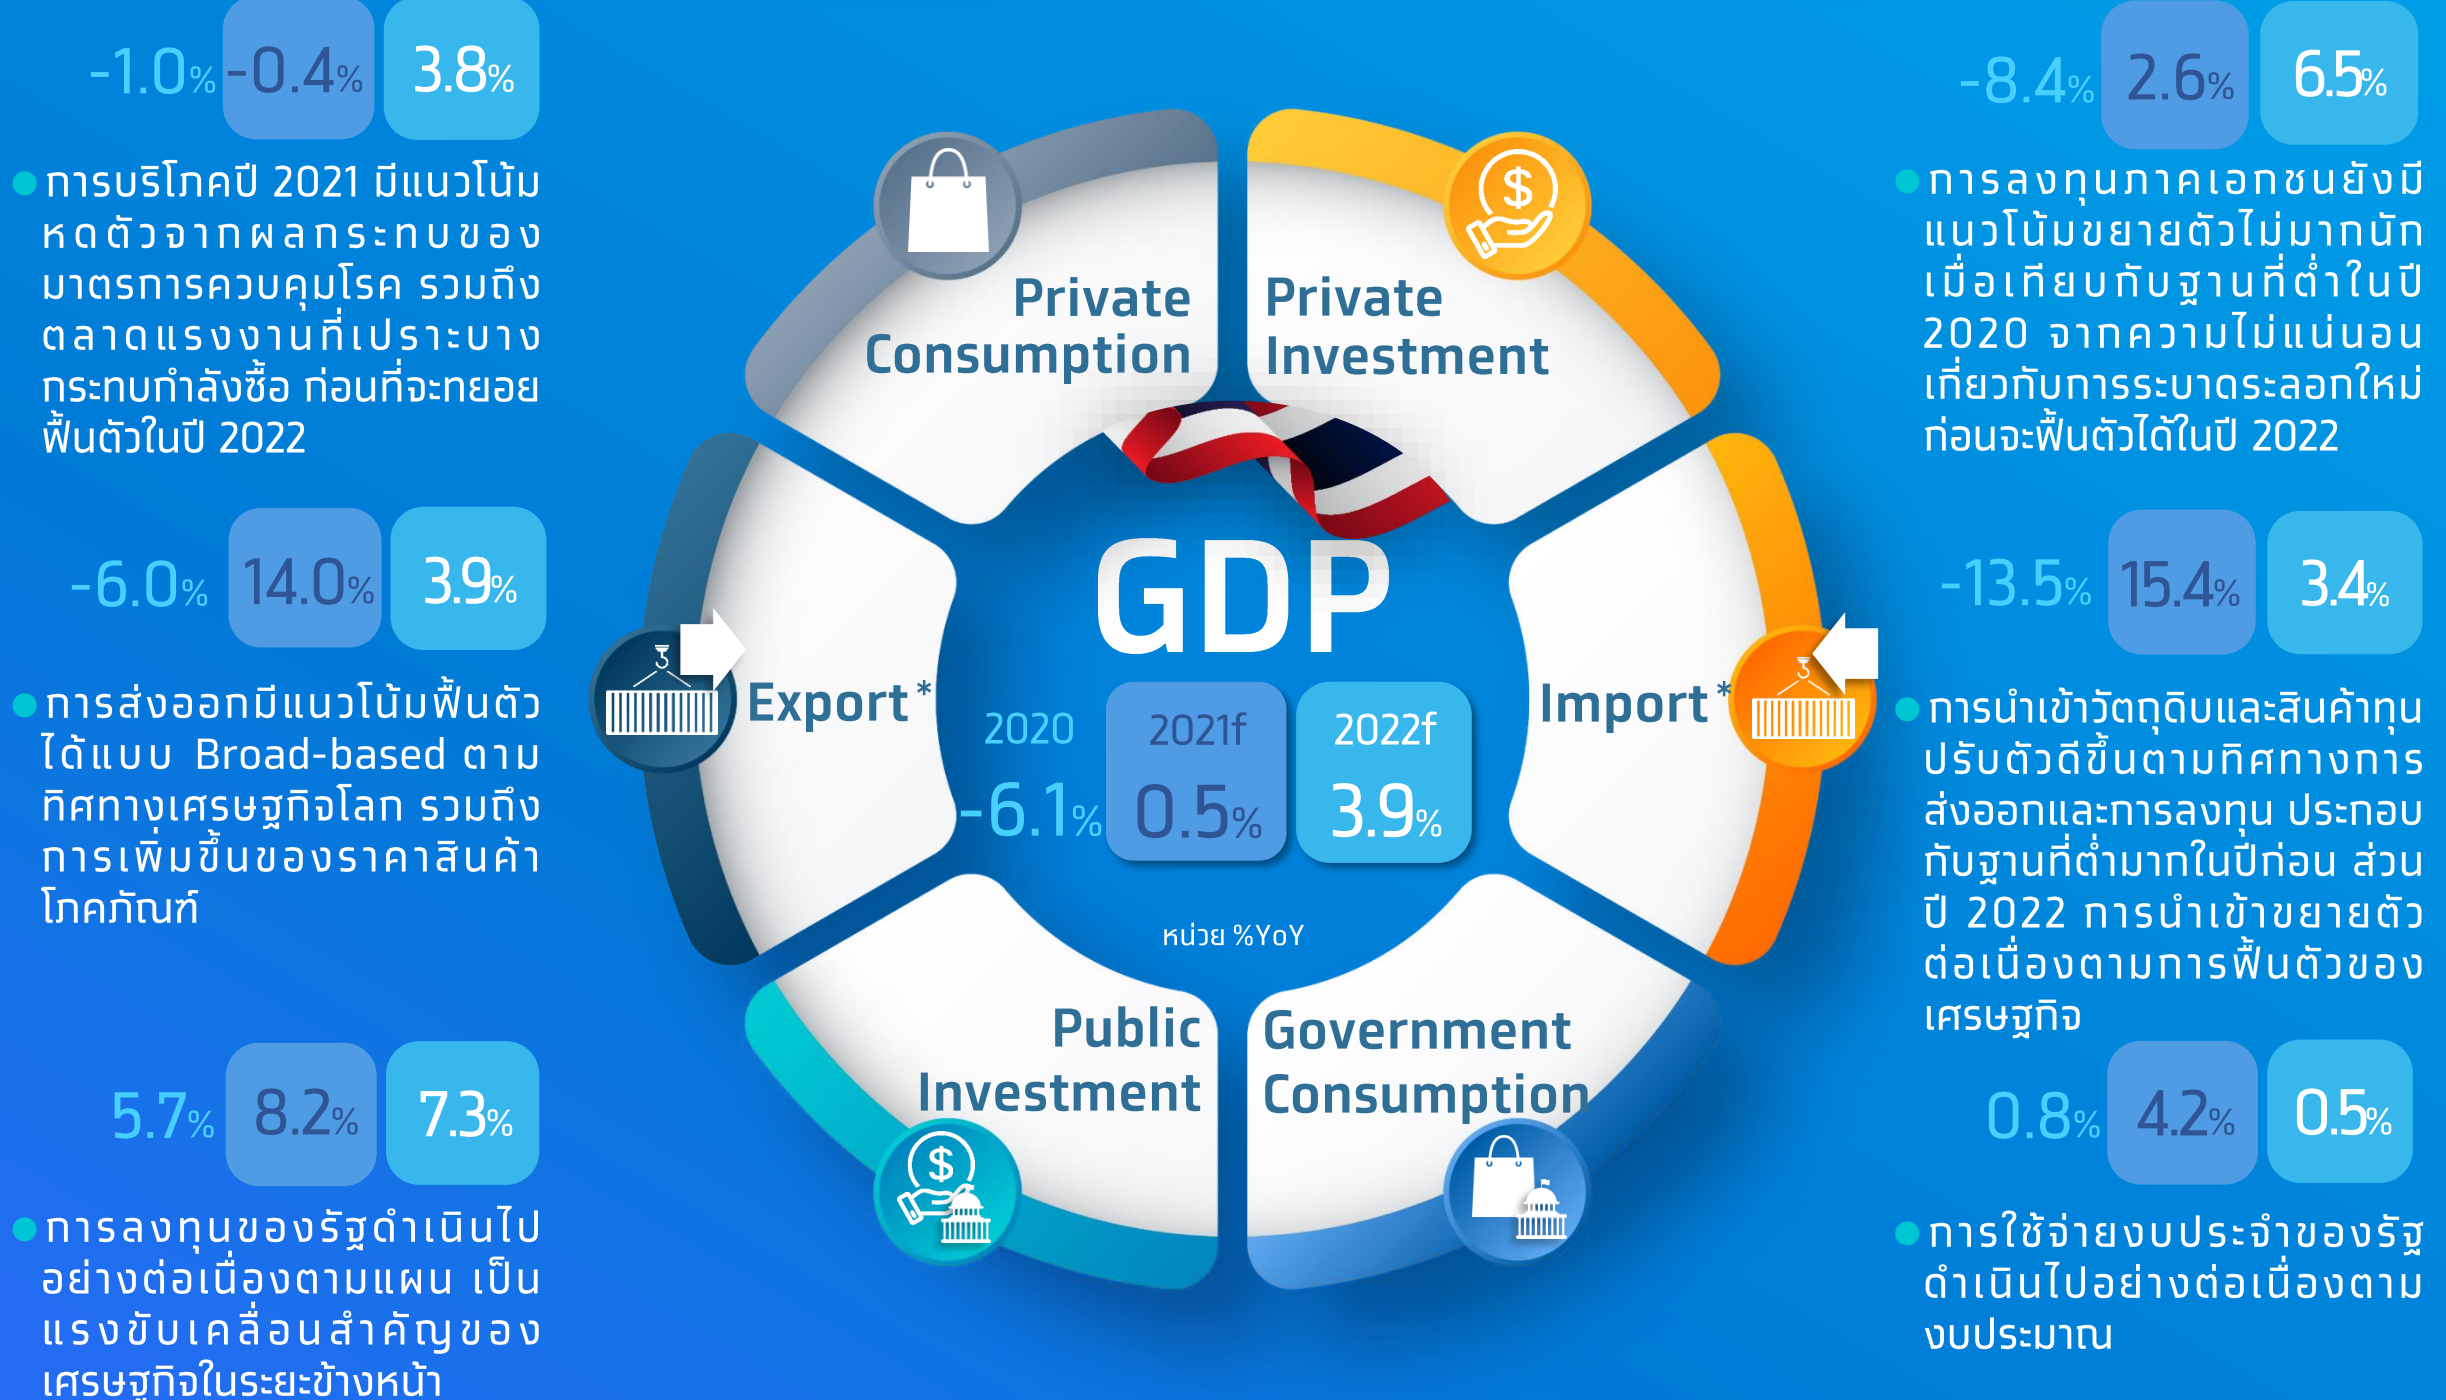 -1.0% -0.4% 3.8%
การบริโภคปี 2021 มีแนวโน้ม
หดตัวจากผลกระทบของ
มาตรการควบคุมโรค รวมถึง
ตลาดแรงงานที่เปราะบาง
กระทบกำลังซื้อ ก่อนที่จะทยอย
ฟื้นตัวในปี 2022
-6.0% 14.0% 3.9%
การส่งออกมีแนวโน้มฟื้นตัว
ได้แบบ Broad-based ตาม
ทิศทางเศรษฐกิจโลก รวมถึง
การเพิ่มขึ้นของราคาสินค้า
โภคภัณฑ์
5.7% 8.2% 7.3%
การลงทุนของรัฐดำเนินไป
อย่างต่อเนื่องตามแผน เป็น
แรงขับเคลื่อนสำคัญของ
เศรษฐกิจในระยะข้างหน้า
Private
Consumption
Private
Investment
$
Export*
Import*
GDP
2020 2021f 2022f
-6.1% 0.5% 3.9%
หน่วย %YoY
Public
Investment
$
Government
Consumption
-8.4% 2.6% 6.5%
การลงทุนภาคเอกชนยังมี
แนวโน้มขยายตัวไม่มากนัก
เมื่อเทียบกับฐานที่ต่ำในปี
2020 จากความไม่แน่นอน
เกี่ยวกับการระบาดระลอกใหม่
ก่อนจะฟื้นตัวได้ในปี 2022
-13.5% 15.4% 3.4%
การนำเข้าวัตถุดิบและสินค้าทุน
ปรับตัวดีขึ้นตามทิศทางการ
ส่งออกและการลงทุน ประกอบ
กับฐานที่ต่ำมากในปีก่อน ส่วน
ปี 2022 การนำเข้าขยายตัว
ต่อเนื่องตามการฟื้นตัวของ
เศรษฐกิจ
0.8% 4.2% 0.5%
การใช้จ่ายงบประจำของรัฐ
ดำเนินไปอย่างต่อเนื่องตาม
งบประมาณ